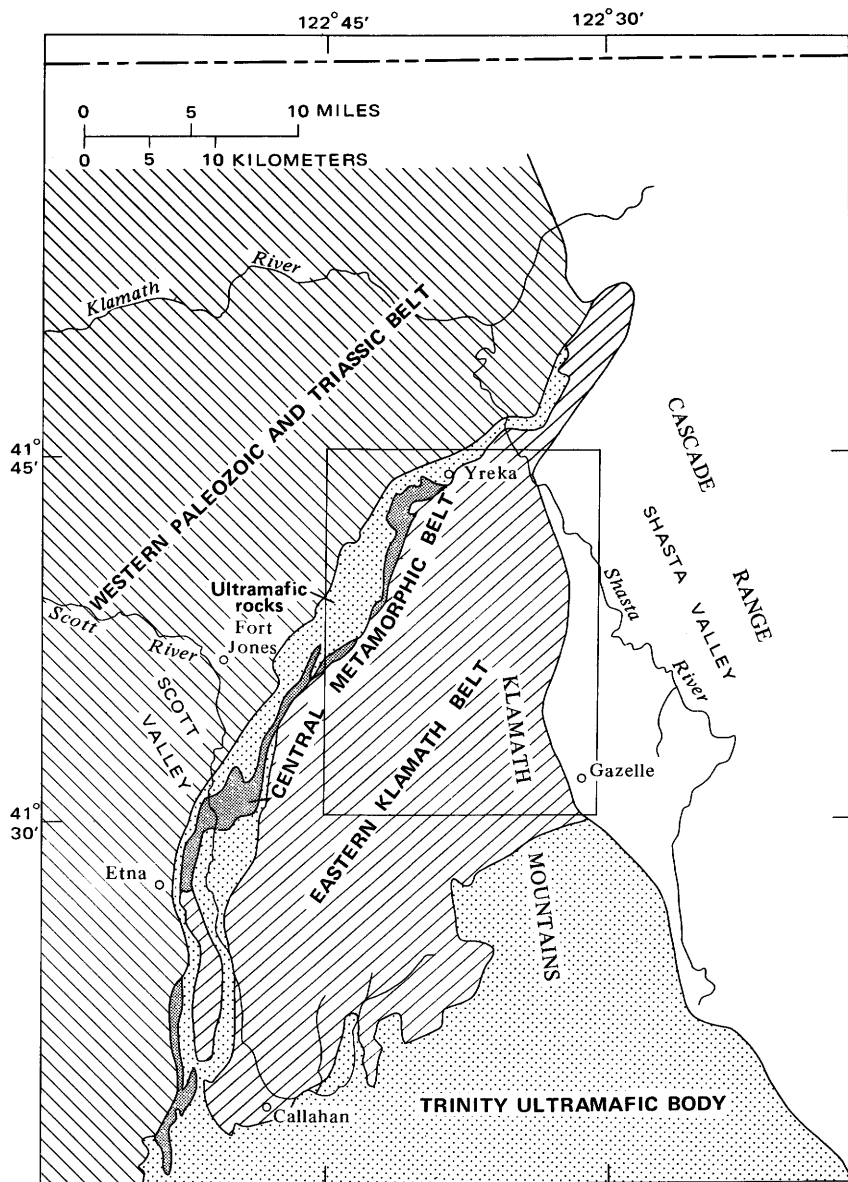 122° 45'
122° 30'
0 5 10 MILES
0 5 10 KILOMETERS
Klamath River
WESTERN PALEOZOIC AND TRIASSIC BELT
41° 45'
Yreka
CASCADE RANGE
SHASTA VALLEY
Shasta River
Ultramafic
rocks
Fort
Jones
Scott River
SCOTT
VALLEY
CENTRAL METAMORPHIC BELT
EASTERN KLAMATH BELT
KLAMATH MOUNTAINS
Gazelle
41° 30'
Etna
Callahan
TRINITY ULTRAMAFIC BODY